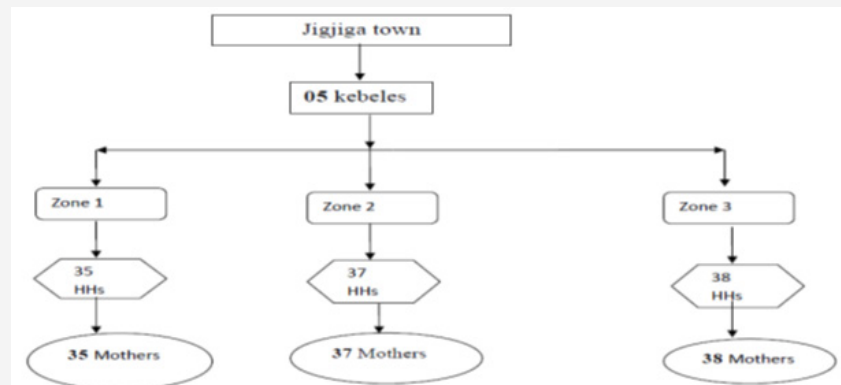 Jigjiga town
05 kebeles
Zone 1
Zone 2
Zone 3
35
HHs
37
HHs
38
HHs
35 Mothers
37 Mothers
38 Mothers